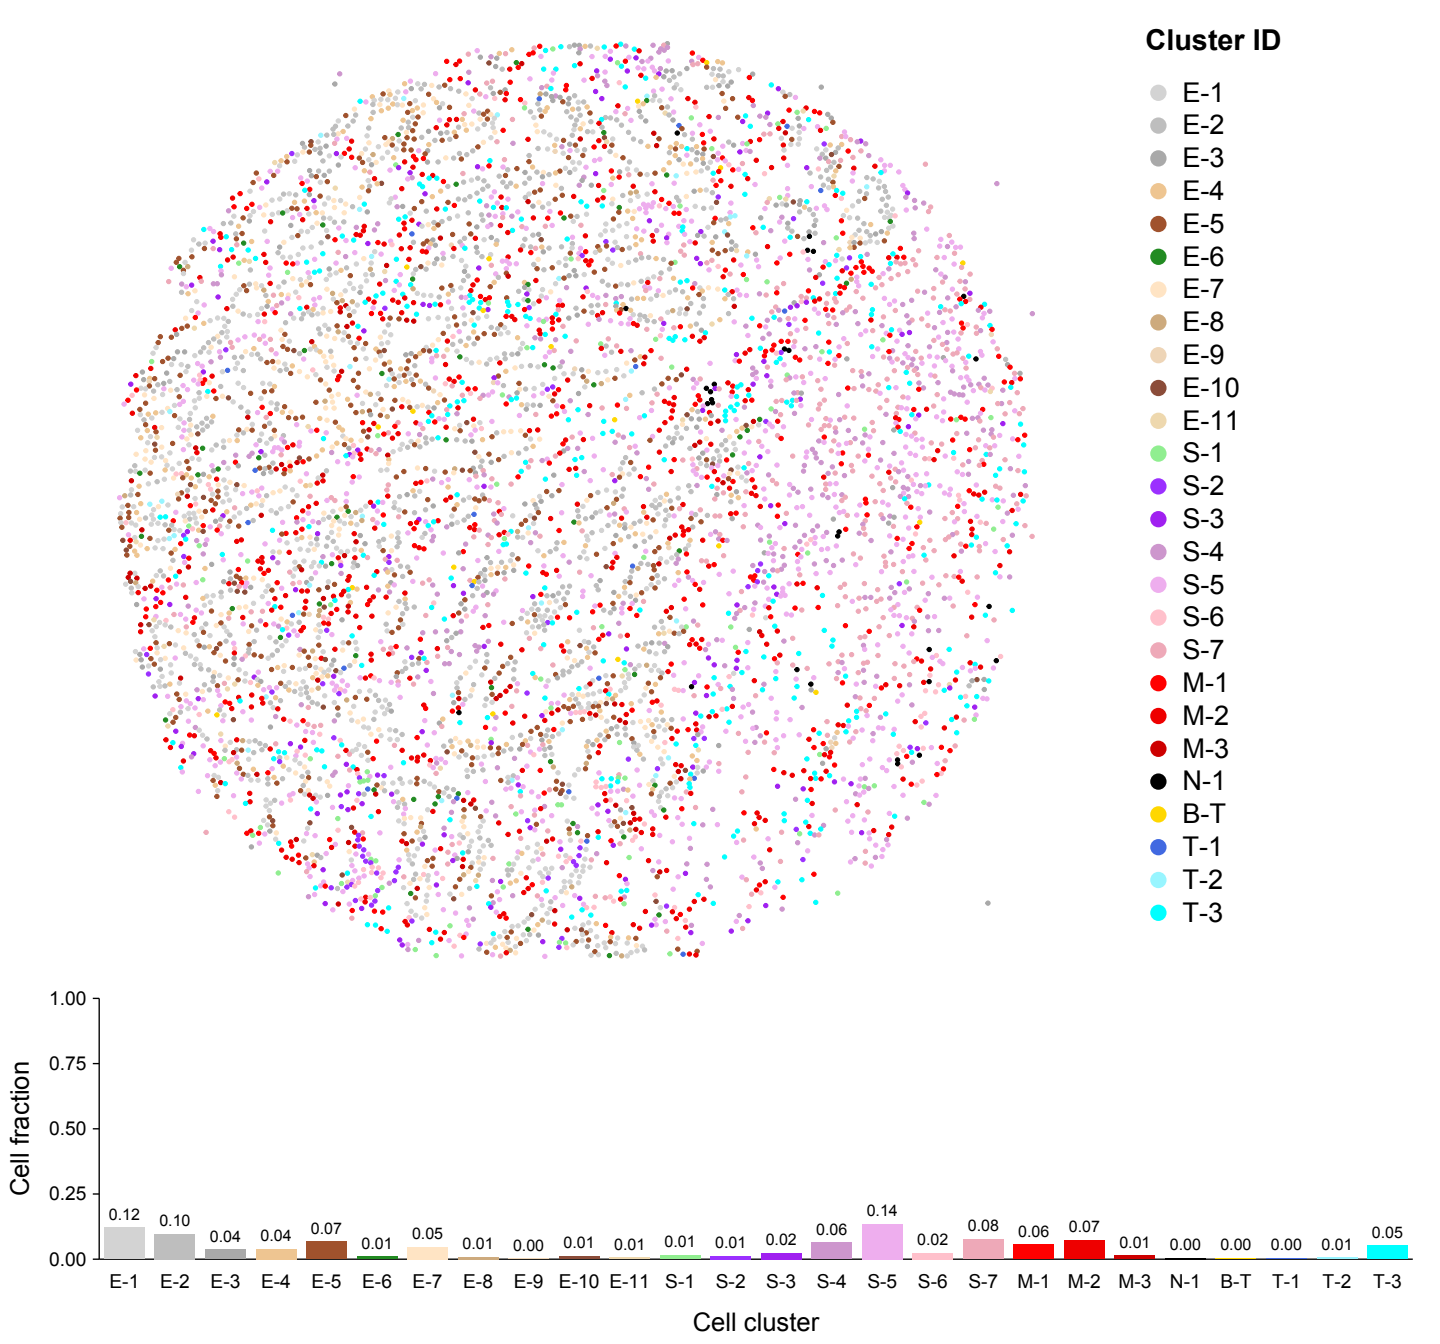 Cluster ID
E-1
E-2
E-3
E-4
E-5
E-6
E-7
E-8
E-9
E-10
E-11
S-1
S-2
S-3
S-4
S-5
S-6
S-7
M-1
M-2
M-3
N-1
B-T
T-1
T-2
T-3
Cell fraction
1.00
0.75
0.50
0.25
0.00
0.12 0.10 0.04 0.04 0.07 0.01 0.05 0.01 0.00 0.01 0.01 0.01 0.01 0.02 0.06 0.14 0.02 0.08 0.06 0.07 0.01 0.00 0.00 0.00 0.01 0.05
E-1 E-2 E-3 E-4 E-5 E-6 E-7 E-8 E-9 E-10 E-11 S-1 S-2 S-3 S-4 S-5 S-6 S-7 M-1 M-2 M-3 N-1 B-T T-1 T-2 T-3
Cell cluster